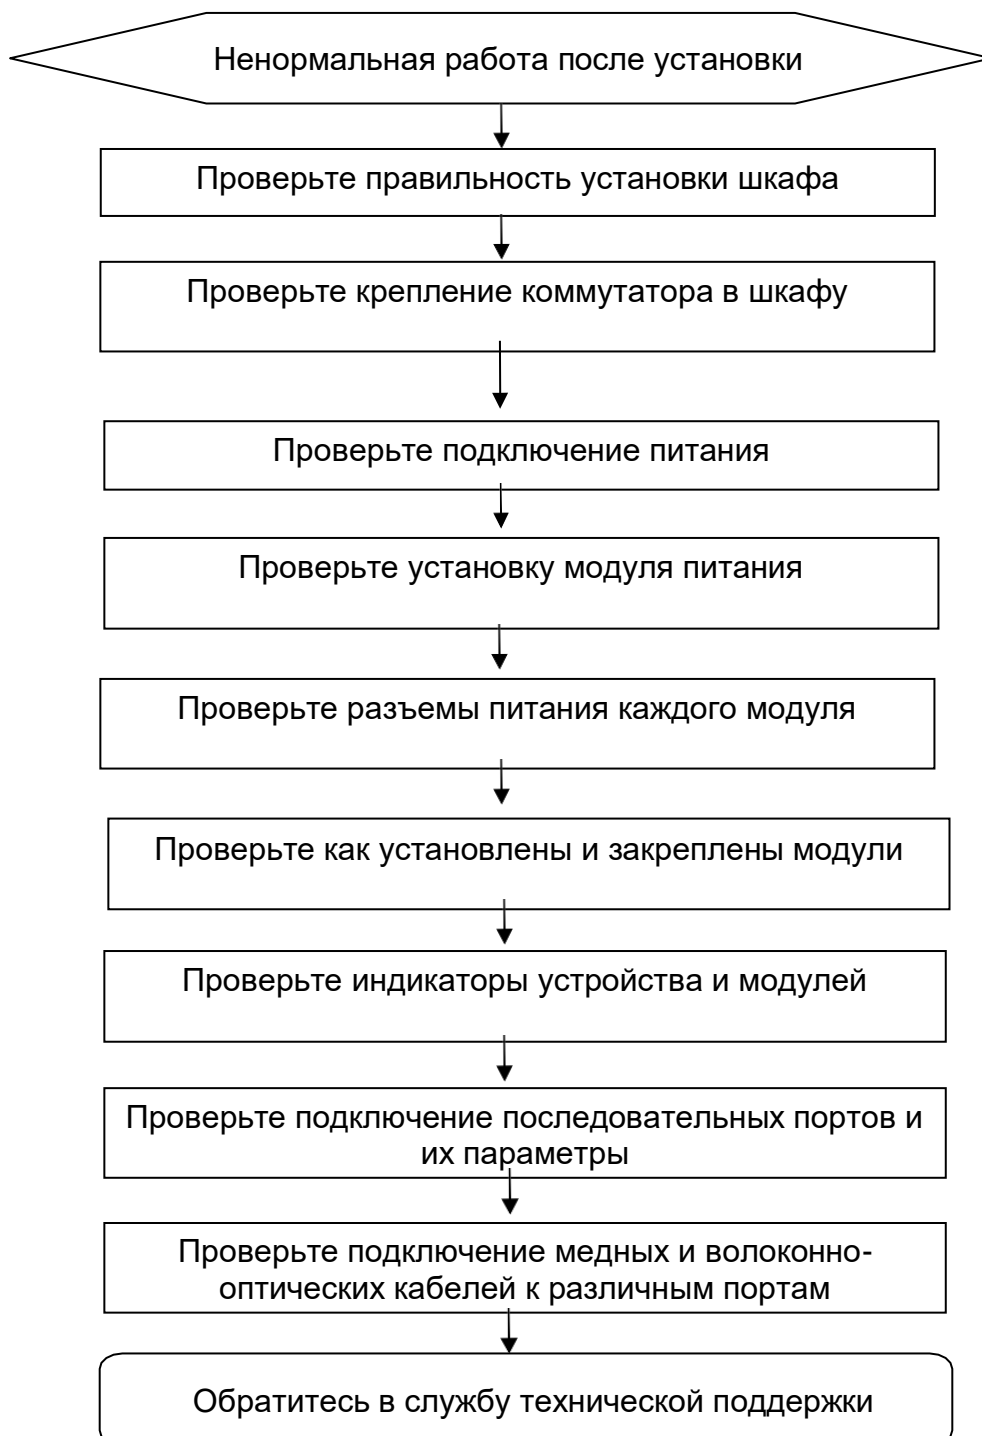 Ненормальная работа после установки
Проверьте правильность установки шкафа
Проверьте крепление коммутатора в шкафу
Проверьте подключение питания
Проверьте установку модуля питания
Проверьте разъемы питания каждого модуля
Проверьте как установлены и закреплены модули
Проверьте индикаторы устройства и модулей
Проверьте подключение последовательных портов и
их параметры
Проверьте подключение медных и волоконно-
оптических кабелей к различным портам
Обратитесь в службу технической поддержки